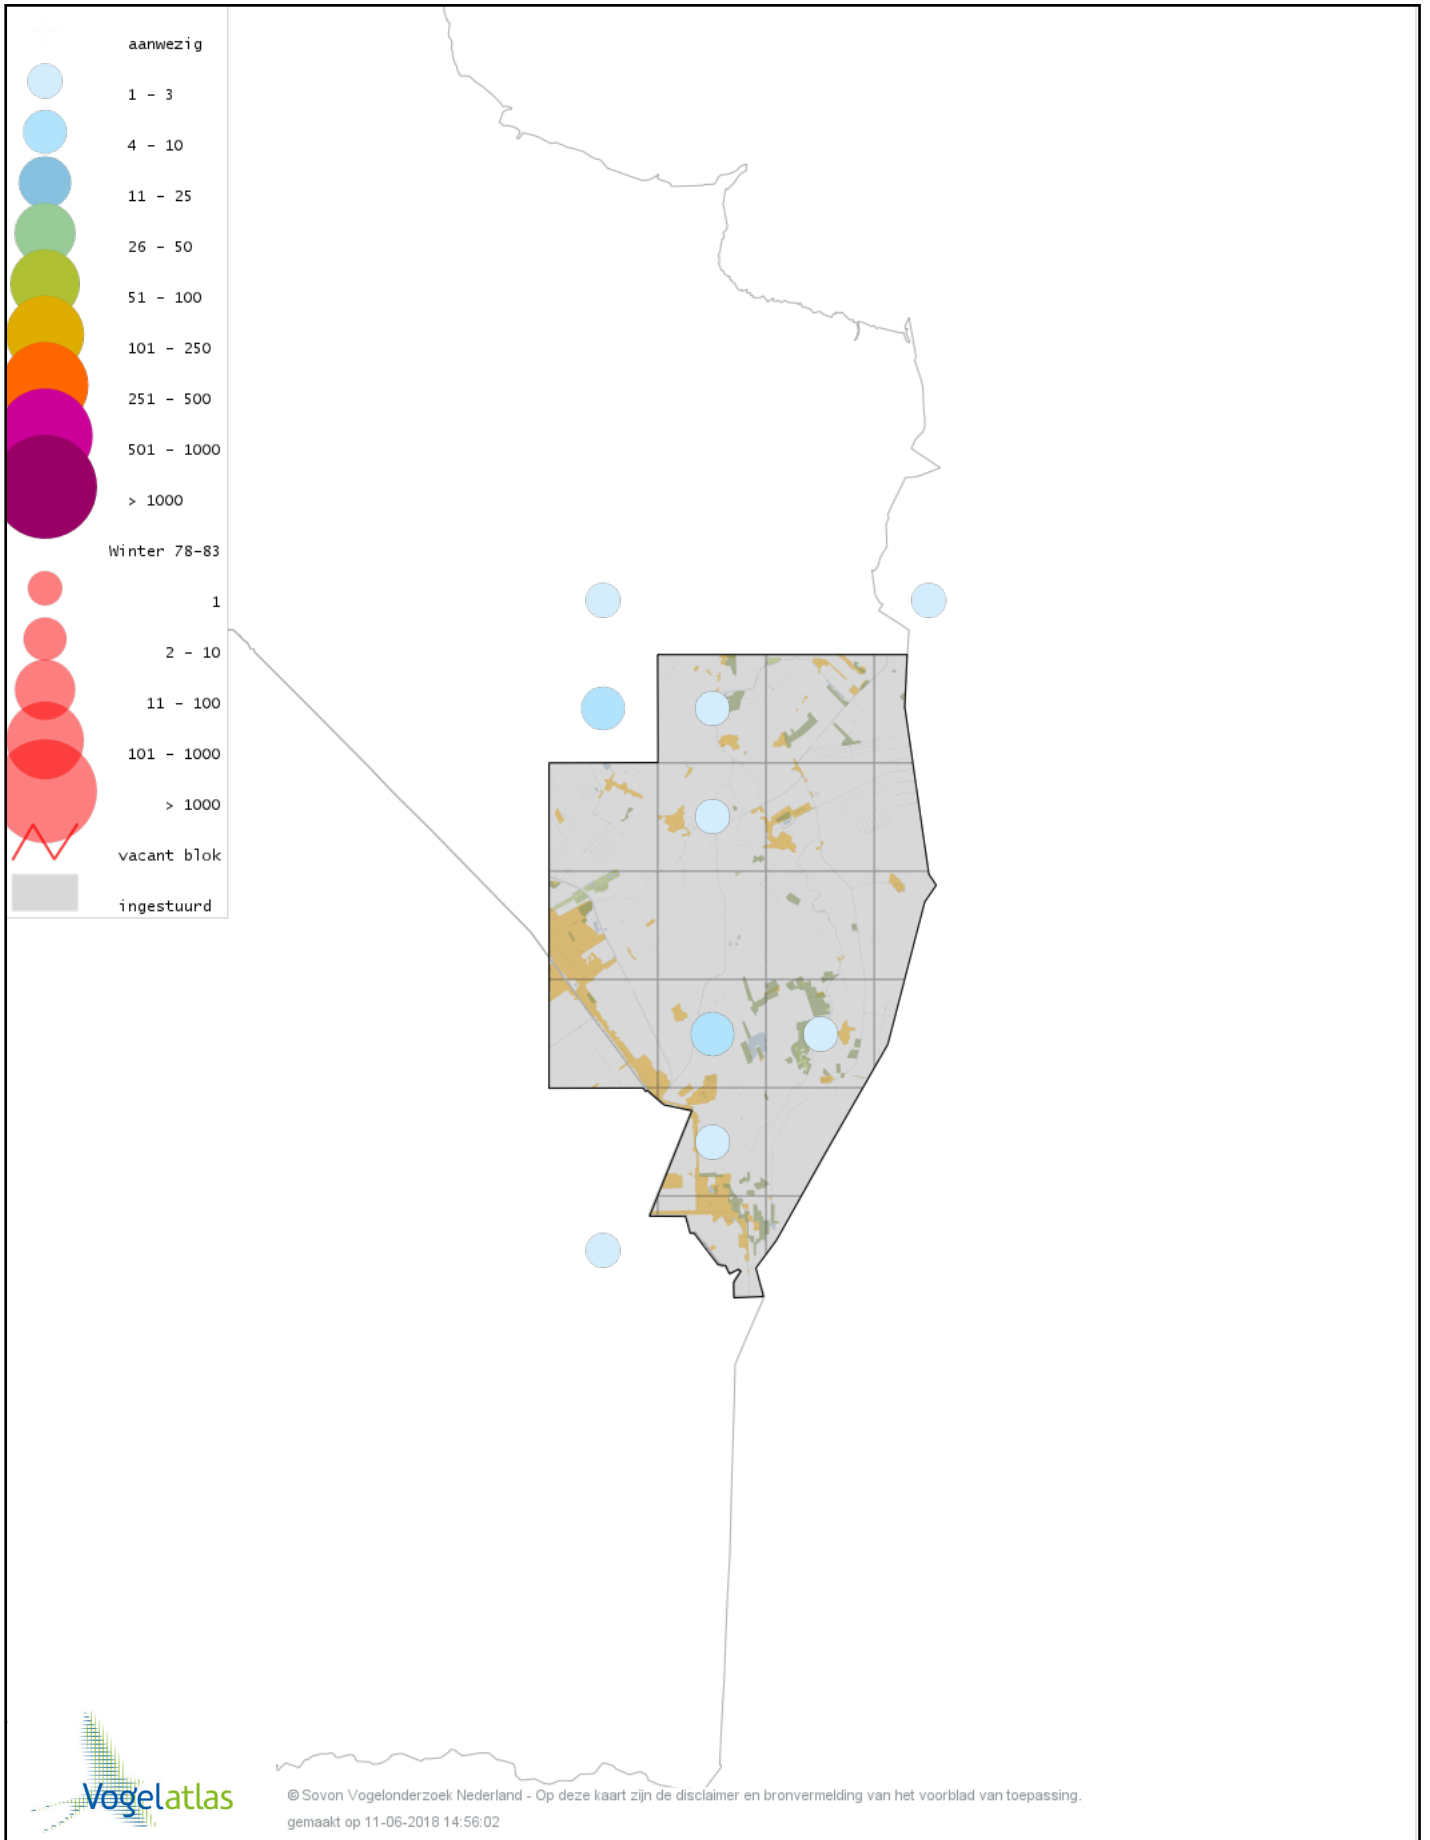 aanwezig
1 - 3
4 - 10
11 - 25
26 - 50
51 - 100
101 - 250
251 - 500
501 - 1000
> 1000
Winter 78-83
1
2 - 10
11 - 100
101 - 1000
> 1000
vacant blok
ingestuurd
Vogelatlas
© Sovon Vogelonderzoek Nederland - Op deze kaart zijn de disclaimer en bronvermelding van het voorblad van toepassing.
gemaakt op 11-06-2018 14:56:02